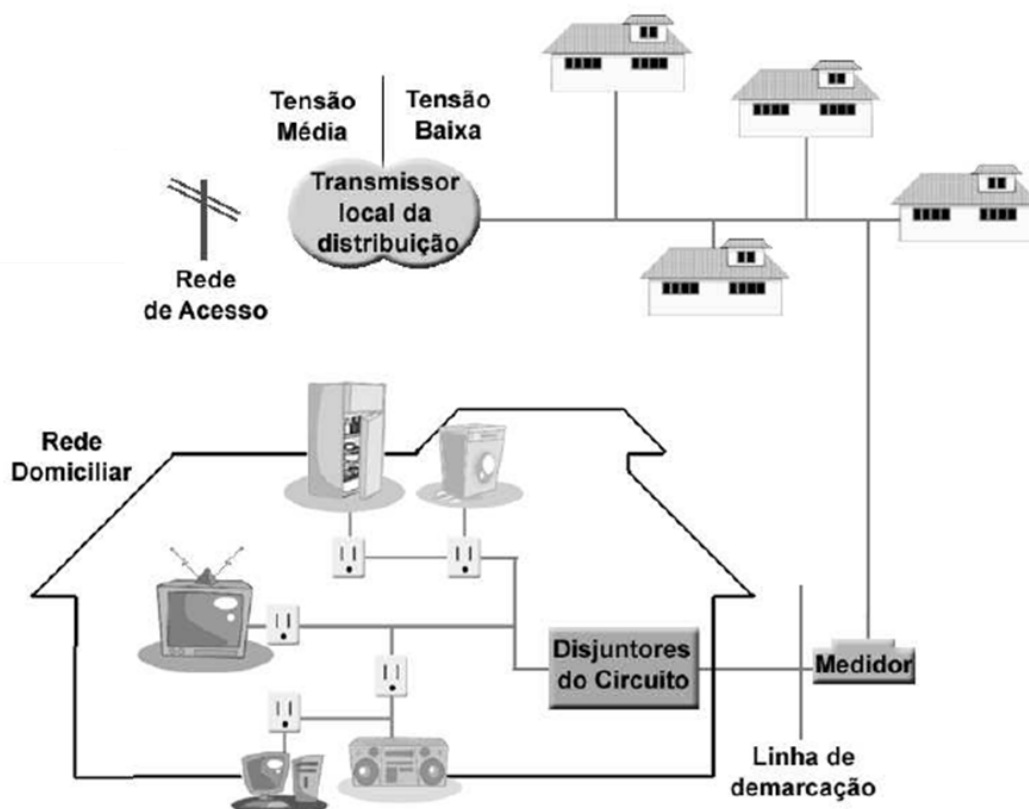 Tensão
Média
Tensão
Baixa
Transmissor
local da
distribuição
Rede
de Acesso
Rede
Domiciliar
Disjuntores
do Circuito
Medidor
Linha de
demarcação